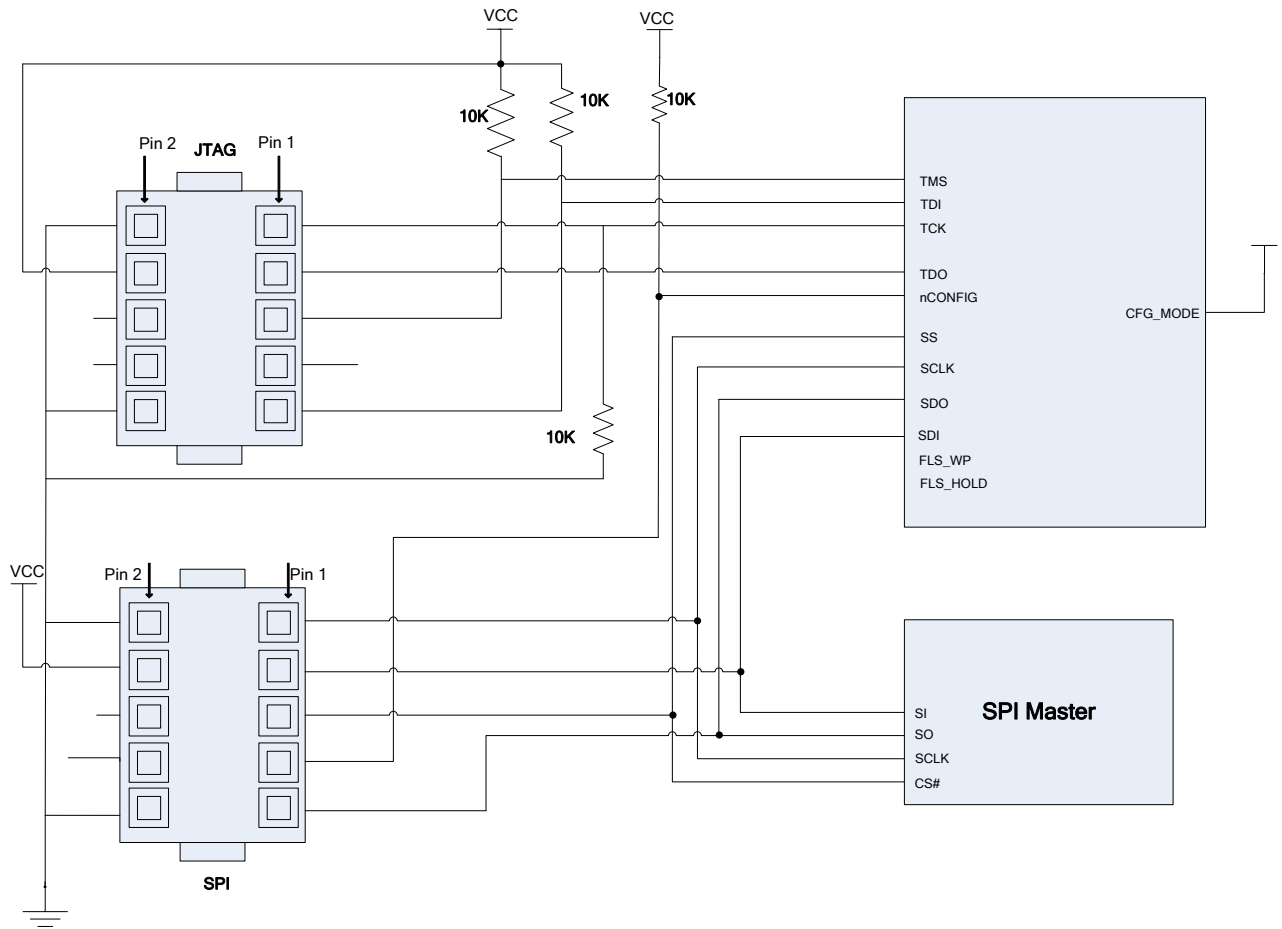 VCC
VCC
10K
10K
10K
Pin 2
JTAG
Pin 1
TMS
TDI
TCK
TDO
nCONFIG
CFG_MODE
SS
SCLK
SDO
SDI
FLS_WP
FLS_HOLD
10K
VCC
Pin 2
Pin 1
SPI Master
SI
SO
SCLK
CS#
SPI